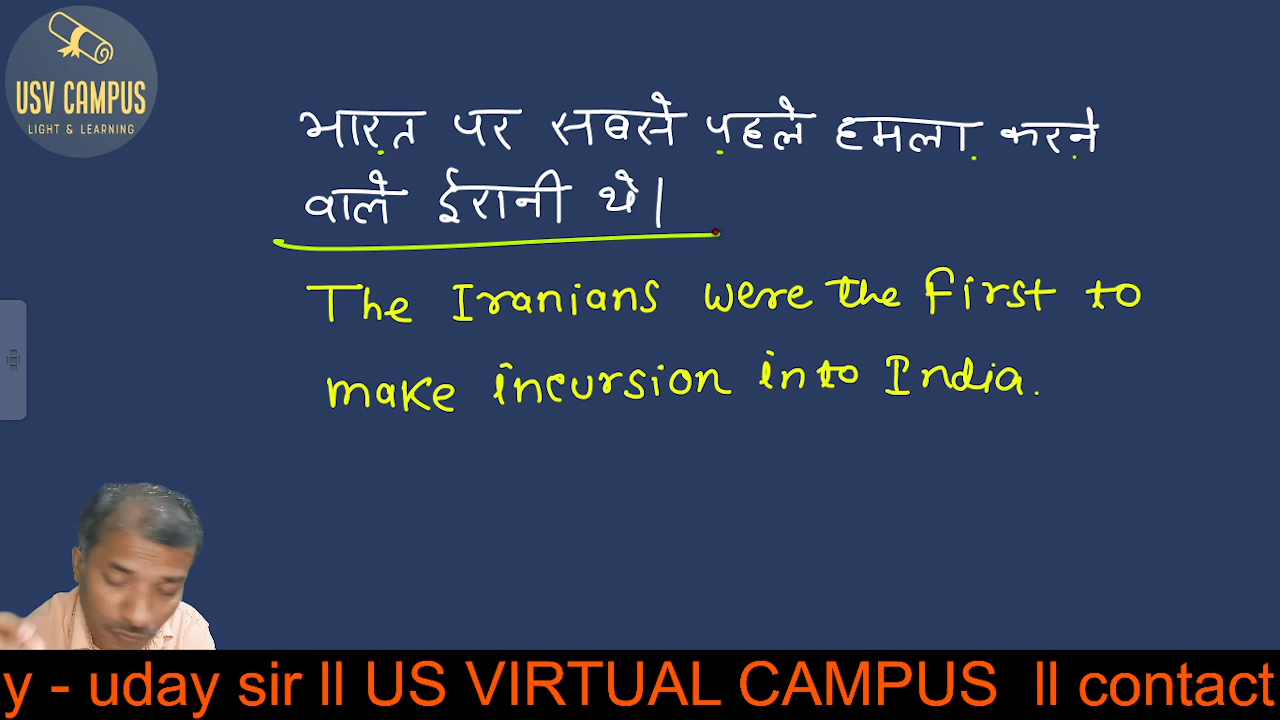 USV CAMPUS
LIGHT & LEARNING
भारत पर सबसे पहले हमला करने
वाले ईरानी थे।
The Iranians were the first to
make incursion into India.
y - uday sir ll US VIRTUAL CAMPUS ll contact